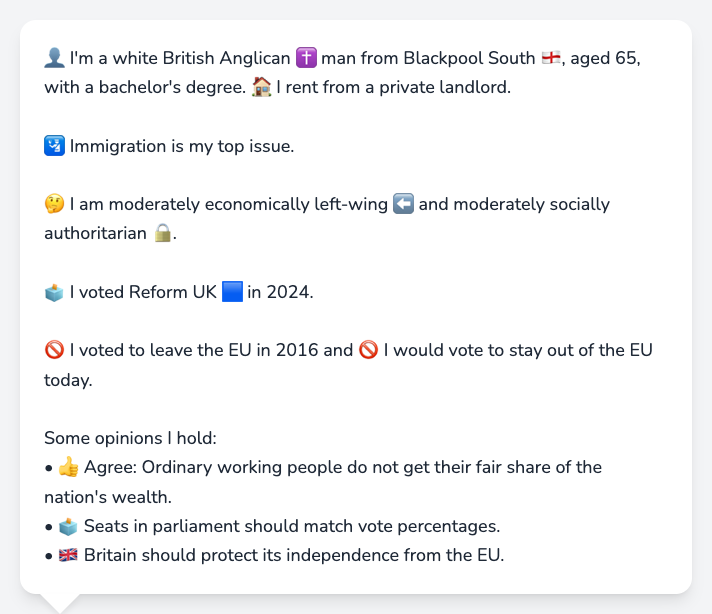 👤 I'm a white British Anglican ✝️ man from Blackpool South 🏴󠁧󠁢󠁥󠁮󠁧󠁿, aged 65,
with a bachelor's degree. 🏠 I rent from a private landlord.
🛂 Immigration is my top issue.
🤔 I am moderately economically left-wing ⬅️ and moderately socially
authoritarian 🔒.
🗳️ I voted Reform UK 🟦 in 2024.
🚫 I voted to leave the EU in 2016 and 🚫 I would vote to stay out of the EU
today.
Some opinions I hold:
• 👍 Agree: Ordinary working people do not get their fair share of the
nation's wealth.
• 🗳️ Seats in parliament should match vote percentages.
• 🇬🇧 Britain should protect its independence from the EU.